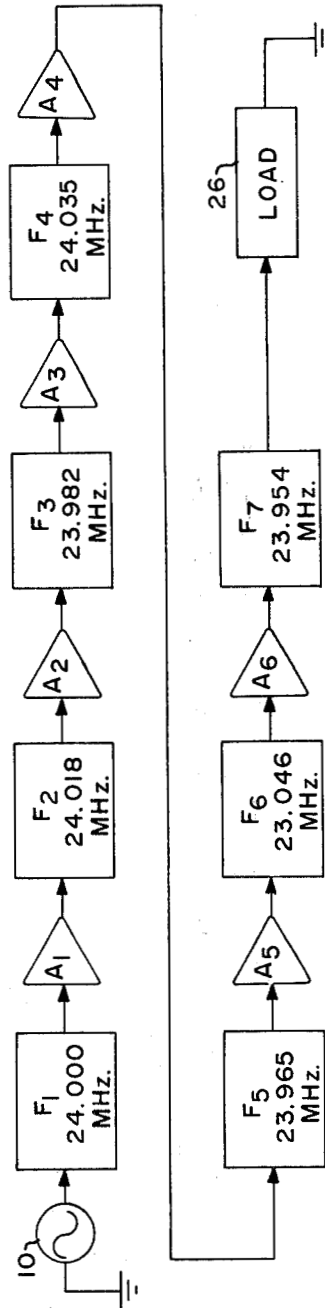 10
F1
24.000
MHz.
A1
F2
24.018
MHz.
A2
F3
23.982
MHz.
A3
F4
24.035
MHz.
A4
F5
23.965
MHz.
A5
F6
23.046
MHz.
A6
F7
23.954
MHz.
26
LOAD